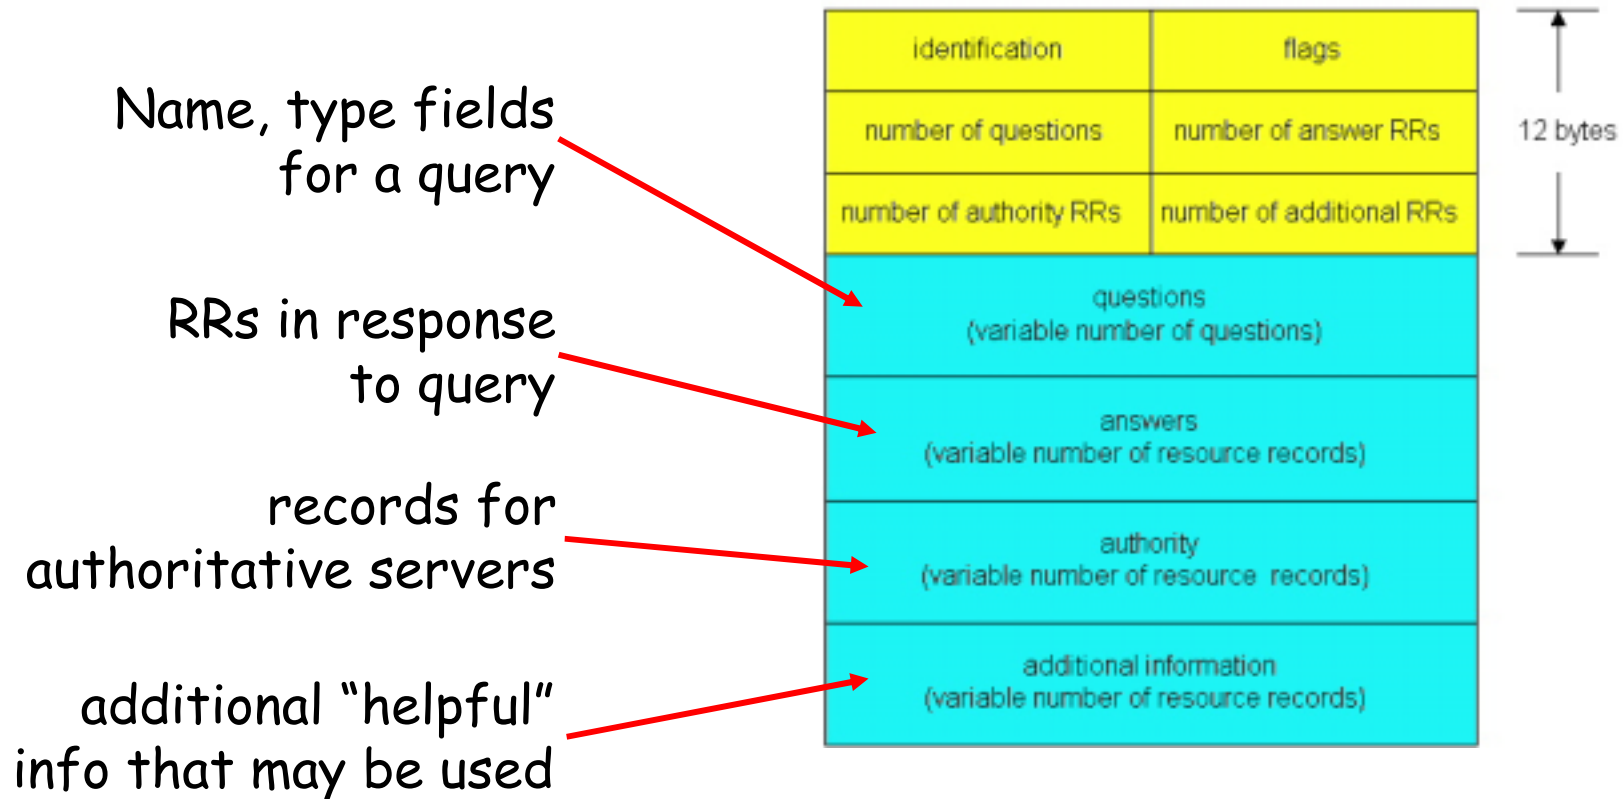 Name, type fields
for a query
RRs in response
to query
records for
authoritative servers
additional “helpful”
info that may be used
identification
flags
number of questions
number of answer RRs
number of authority RRs
number of additional RRs
12 bytes
questions
(variable number of questions)
answers
(variable number of resource records)
authority
(variable number of resource records)
additional information
(variable number of resource records)